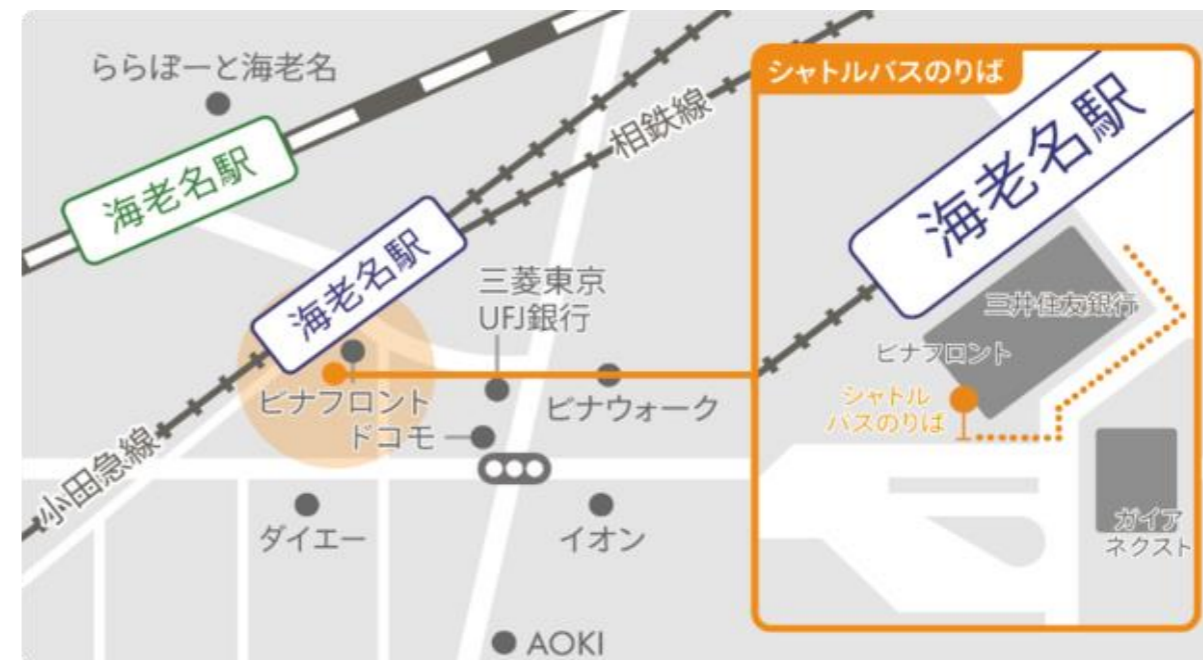 ららぽーと海老名
海老名駅
海老名駅
相鉄線
三菱東京
UFJ銀行
ビナフロント
ドコモ
ビナウォーク
小田急線
ダイエー
イオン
AOKI
シャトルバスのりば
海老名駅
三井住友銀行
ビナフロント
シャトル
バスのりば
ガイア
ネクスト